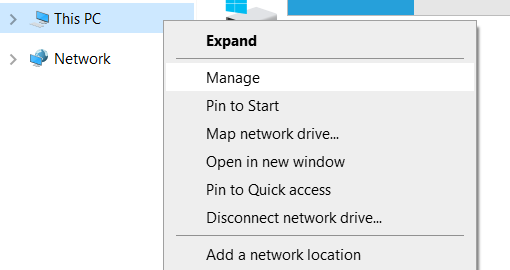 This PC
Network
Expand
Manage
Pin to Start
Map network drive...
Open in new window
Pin to Quick access
Disconnect network drive...
Add a network location